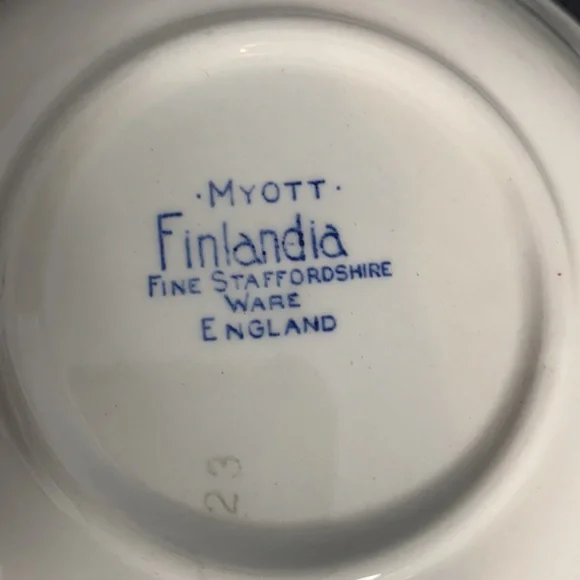 ·MYOTT·
Finlandia
FINE STAFFORDSHIRE
WARE
ENGLAND
23